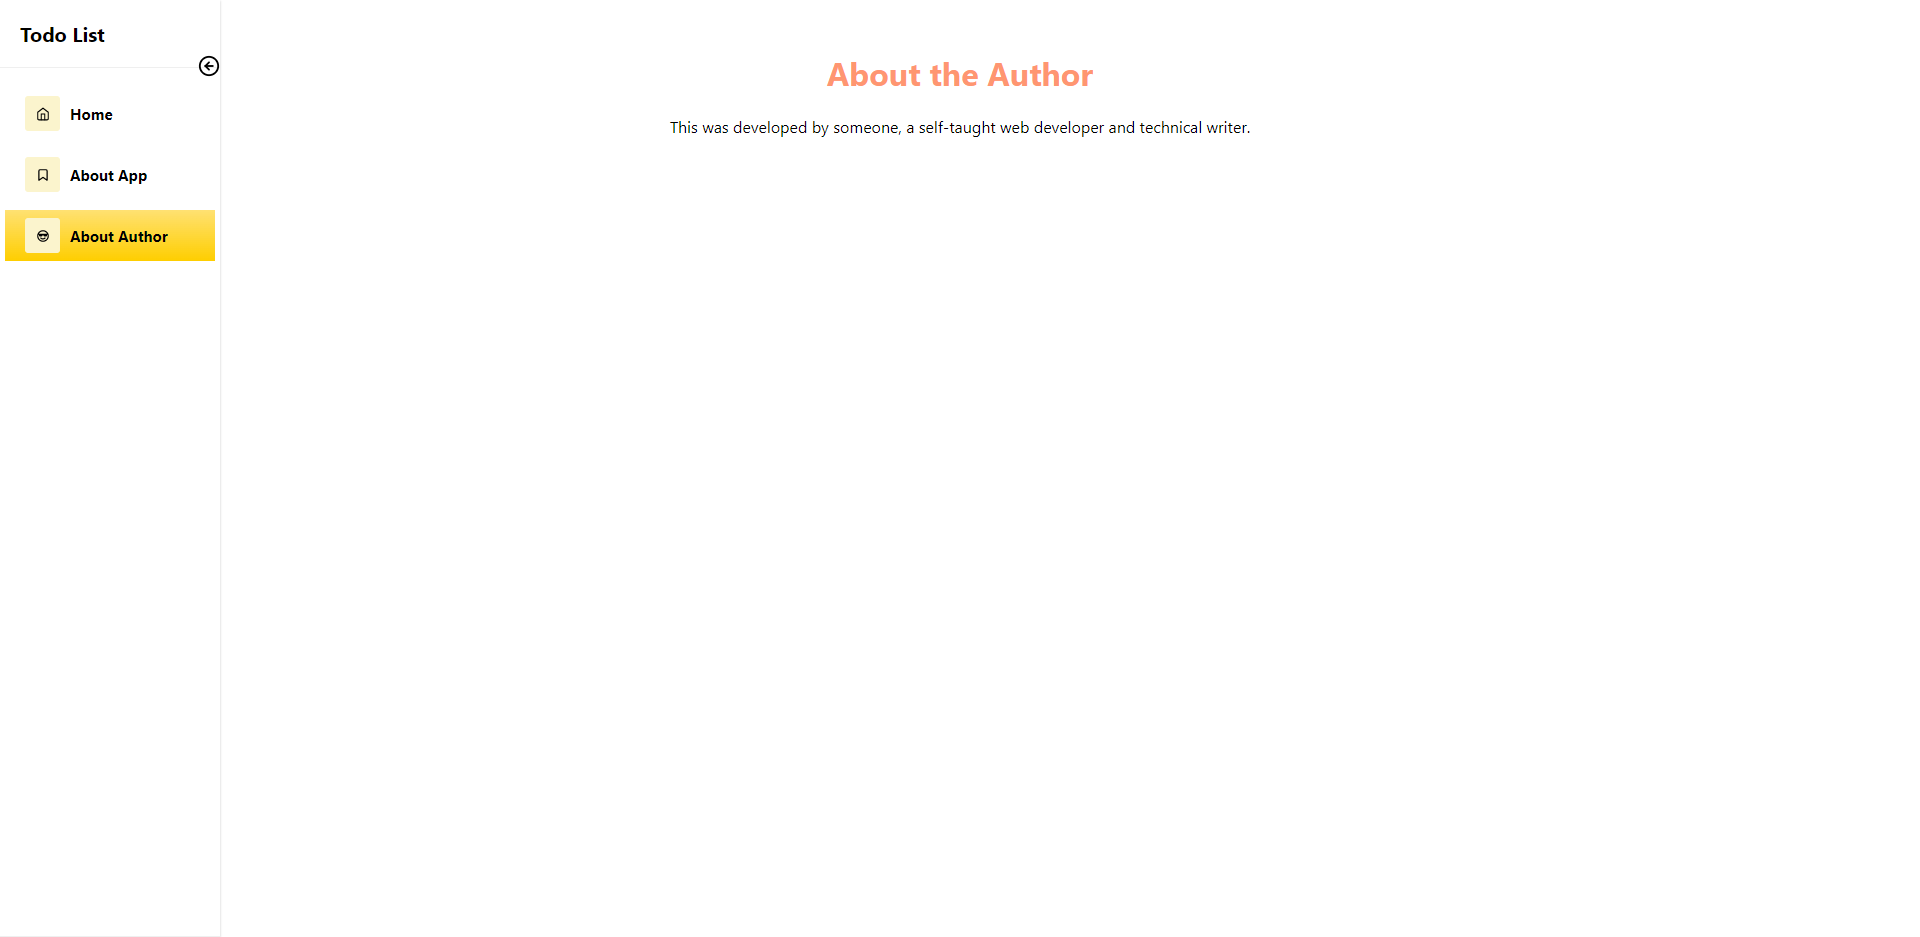 Todo List
Home
About App
About Author
About the Author
This was developed by someone, a self-taught web developer and technical writer.